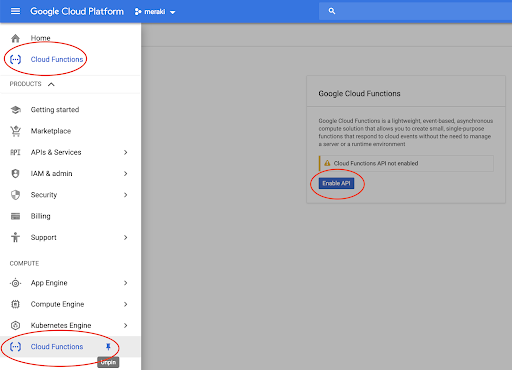 Google Cloud Platform
meraki
Home
Cloud Functions
PRODUCTS
Getting started
Marketplace
API
APIs & Services
IAM & admin
Security
Billing
Support
COMPUTE
App Engine
Compute Engine
Kubernetes Engine
Cloud Functions
Unpin
Google Cloud Functions
Google Cloud Functions is a lightweight, event-based, asynchronous
compute solution that allows you to create small, single-purpose
functions that respond to cloud events without the need to manage
a server or a runtime environment.
Cloud Functions API not enabled
Enable API